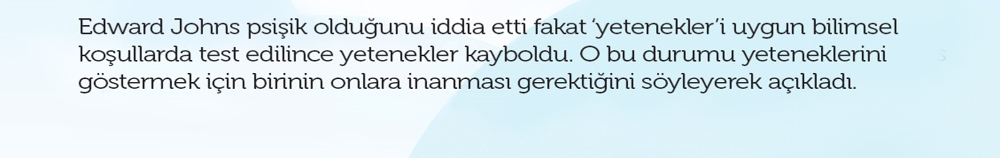 Edward Johns psişik olduğunu iddia etti fakat ‘yetenekler’i uygun bilimsel
koşullarda test edilince yetenekler kayboldu. O bu durumu yeteneklerini
göstermek için birinin onlara inanması gerektiğini söyleyerek açıkladı.